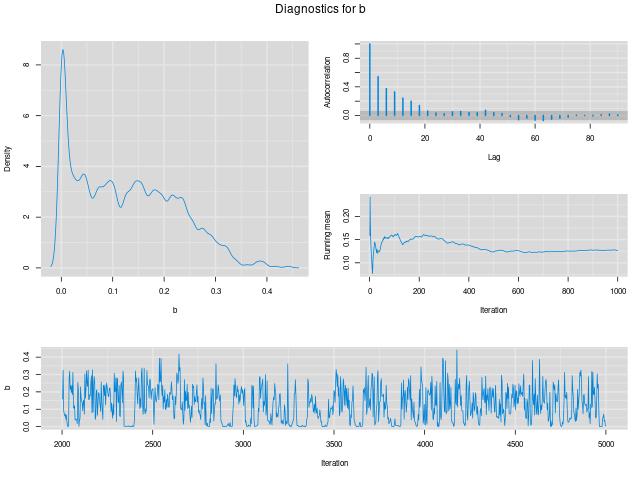 Diagnostics for b
Density
0 2 4 6 8
0.0 0.1 0.2 0.3 0.4
b
Autocorrelation
0.0 0.4 0.8
0 20 40 60 80
Lag
Running mean
0.10 0.15 0.20
0 200 400 600 800 1000
Iteration
b
0.0 0.1 0.2 0.3 0.4
2000 2500 3000 3500 4000 4500 5000
Iteration